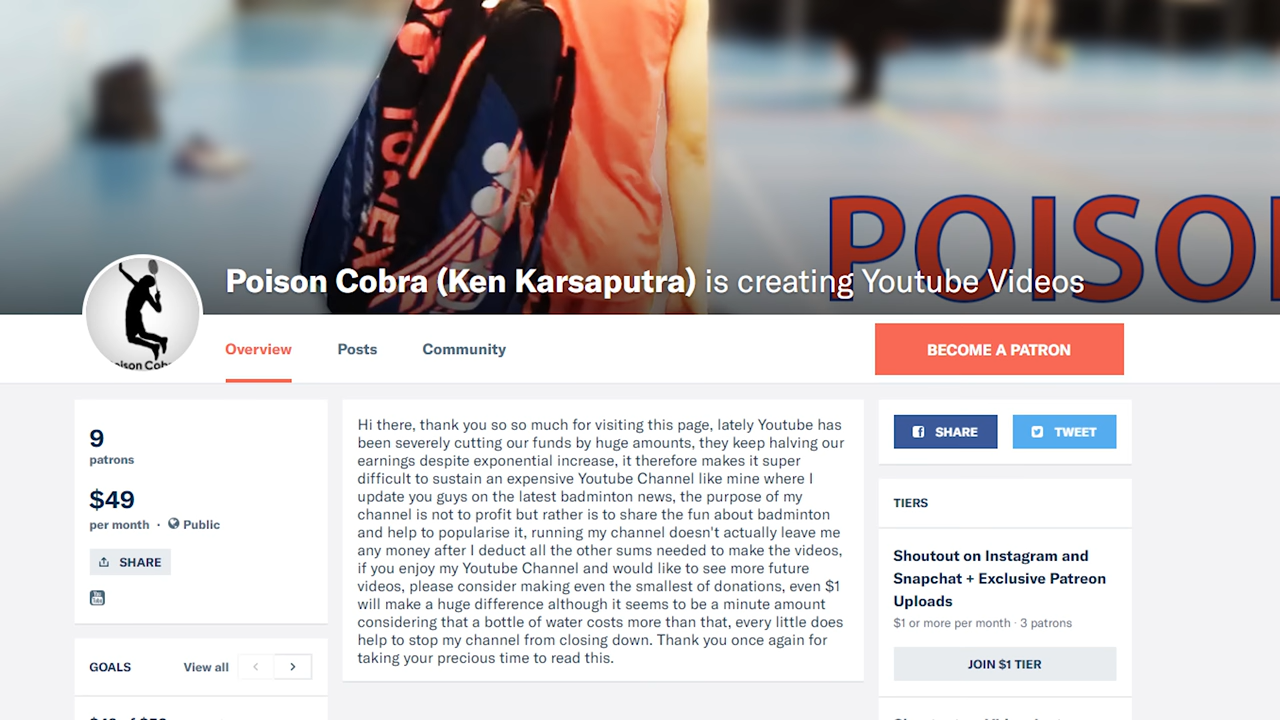 YONEX
POISO
Poison Cobra (Ken Karsaputra) is creating Youtube Videos
Overview Posts Community
BECOME A PATRON
9
patrons
$49
per month · Public
SHARE
You Tube
GOALS View all
Hi there, thank you so so much for visiting this page, lately Youtube has
been severely cutting our funds by huge amounts, they keep halving our
earnings despite exponential increase, it therefore makes it super
difficult to sustain an expensive Youtube Channel like mine where I
update you guys on the latest badminton news, the purpose of my
channel is not to profit but rather is to share the fun about badminton
and help to popularise it, running my channel doesn't actually leave me
any money after I deduct all the other sums needed to make the videos,
if you enjoy my Youtube Channel and would like to see more future
videos, please consider making even the smallest of donations, even $1
will make a huge difference although it seems to be a minute amount
considering that a bottle of water costs more than that, every little does
help to stop my channel from closing down. Thank you once again for
taking your precious time to read this.
SHARE TWEET
TIERS
Shoutout on Instagram and
Snapchat + Exclusive Patreon
Uploads
$1 or more per month · 3 patrons
JOIN $1 TIER